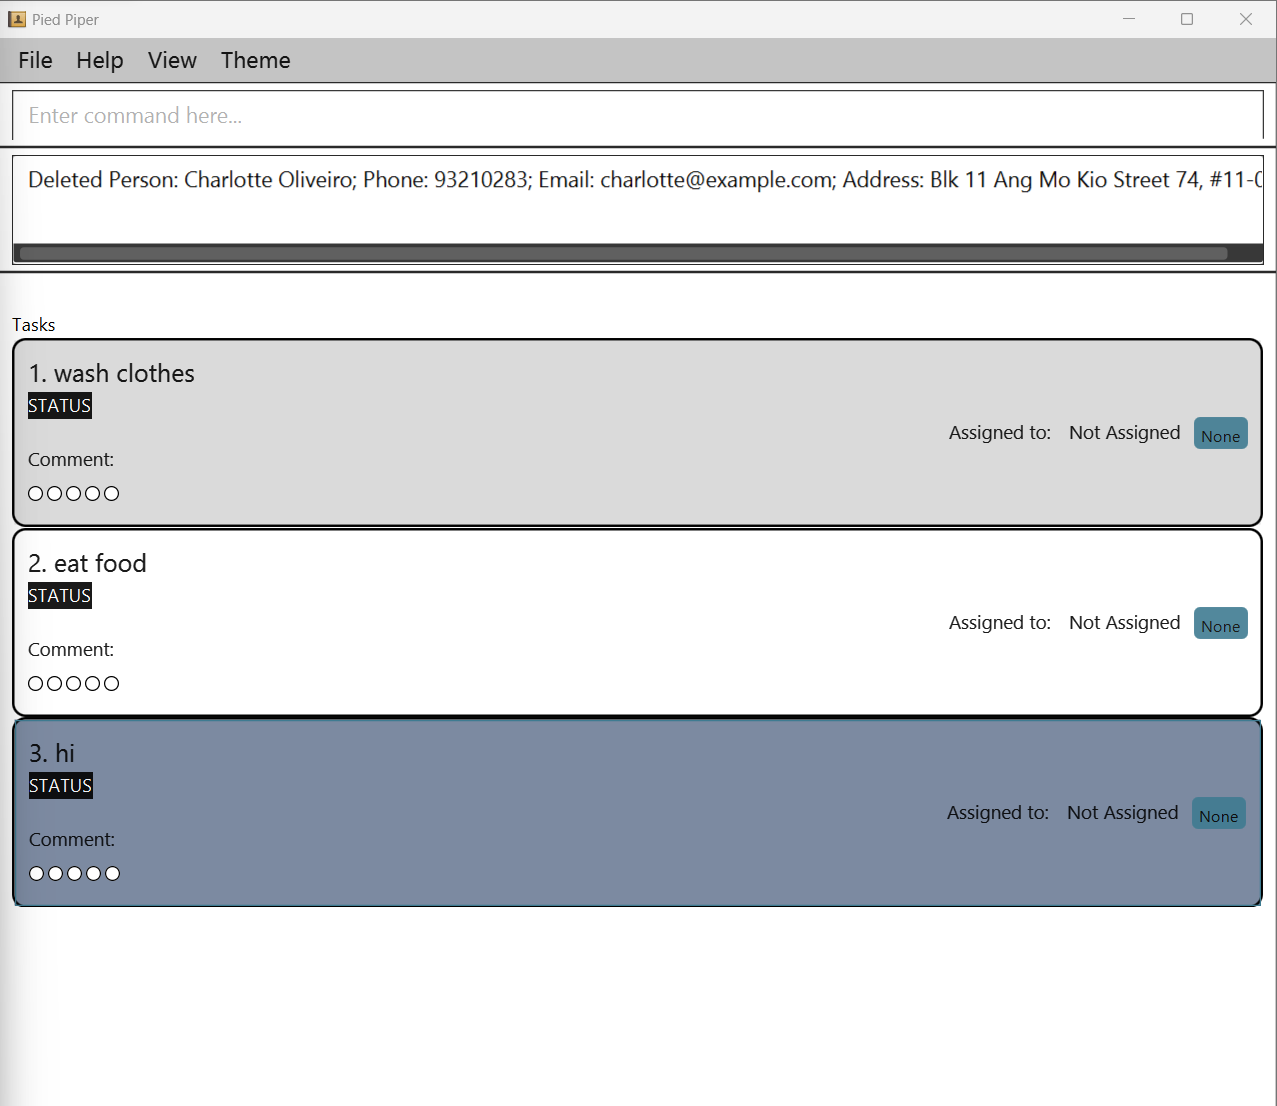 Pied Piper
File Help View Theme
Enter command here...
Deleted Person: Charlotte Oliveiro; Phone: 93210283; Email: charlotte@example.com; Address: Blk 11 Ang Mo Kio Street 74, #11-0
Tasks
1. wash clothes
STATUS
Assigned to: Not Assigned None
Comment:
2. eat food
STATUS
Assigned to: Not Assigned None
Comment:
3. hi
STATUS
Assigned to: Not Assigned None
Comment: